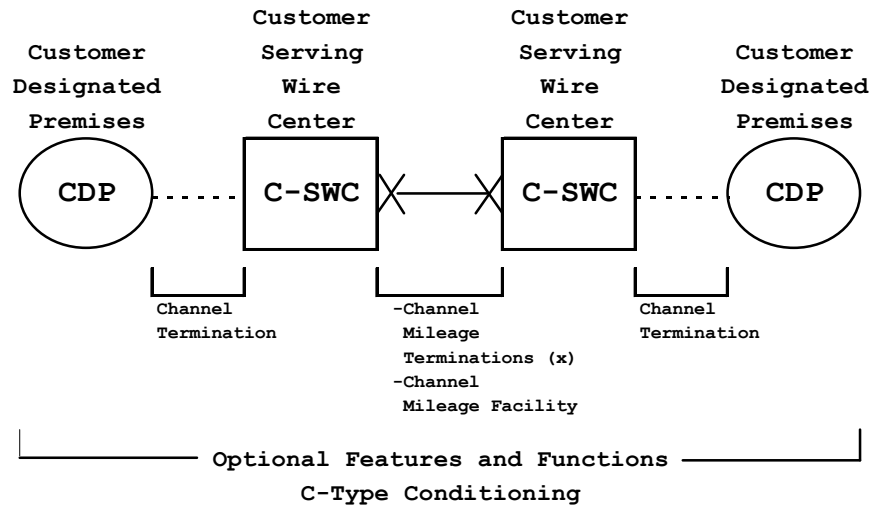 Customer Designated Premises
Customer Serving Wire Center
Customer Serving Wire Center
Customer Designated Premises
CDP
C-SWC
C-SWC
CDP
Channel
Termination
-Channel
Mileage
Terminations (x)
-Channel
Mileage Facility
Channel
Termination
Optional Features and Functions
C-Type Conditioning